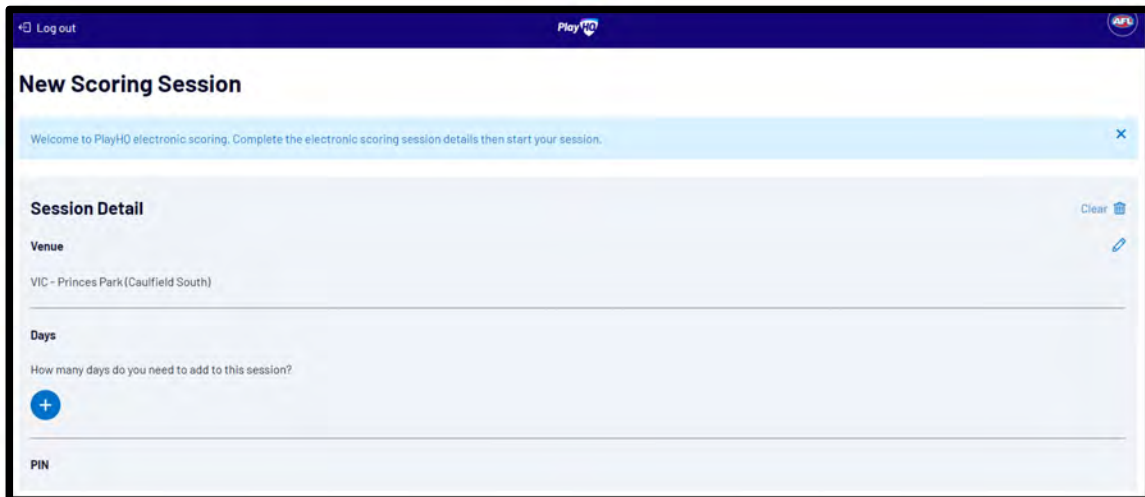 Log out
PlayHQ
AFL
New Scoring Session
Welcome to PlayHQ electronic scoring. Complete the electronic scoring session details then start your session.
Session Detail
Clear
Venue
VIC - Princes Park (Caulfield South)
Days
How many days do you need to add to this session?
PIN